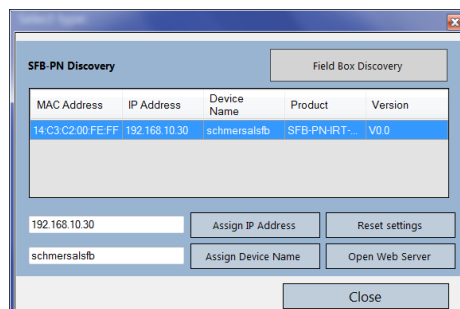 SFB-PN Discovery
Field Box Discovery
MAC Address IP Address Device Name Product Version
14:C3:C2:00:FE:FF 192.168.10.30 schmersalsfb SFB-PN-IRT-... V0.0
192.168.10.30 Assign IP Address Reset settings
schmersalsfb Assign Device Name Open Web Server
Close